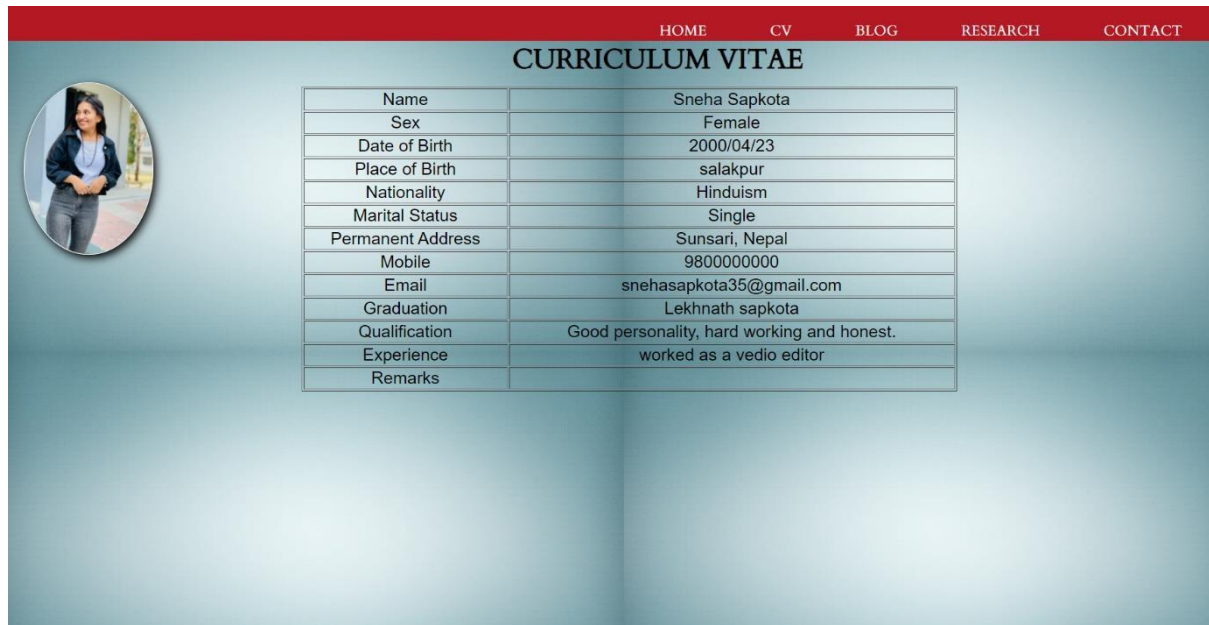 HOME CV BLOG RESEARCH CONTACT
CURRICULUM VITAE
Name Sneha Sapkota
Sex Female
Date of Birth 2000/04/23
Place of Birth salakpur
Nationality Hinduism
Marital Status Single
Permanent Address Sunsari, Nepal
Mobile 9800000000
Email snehasapkota35@gmail.com
Graduation Lekhnath sapkota
Qualification Good personality, hard working and honest.
Experience worked as a vedio editor
Remarks